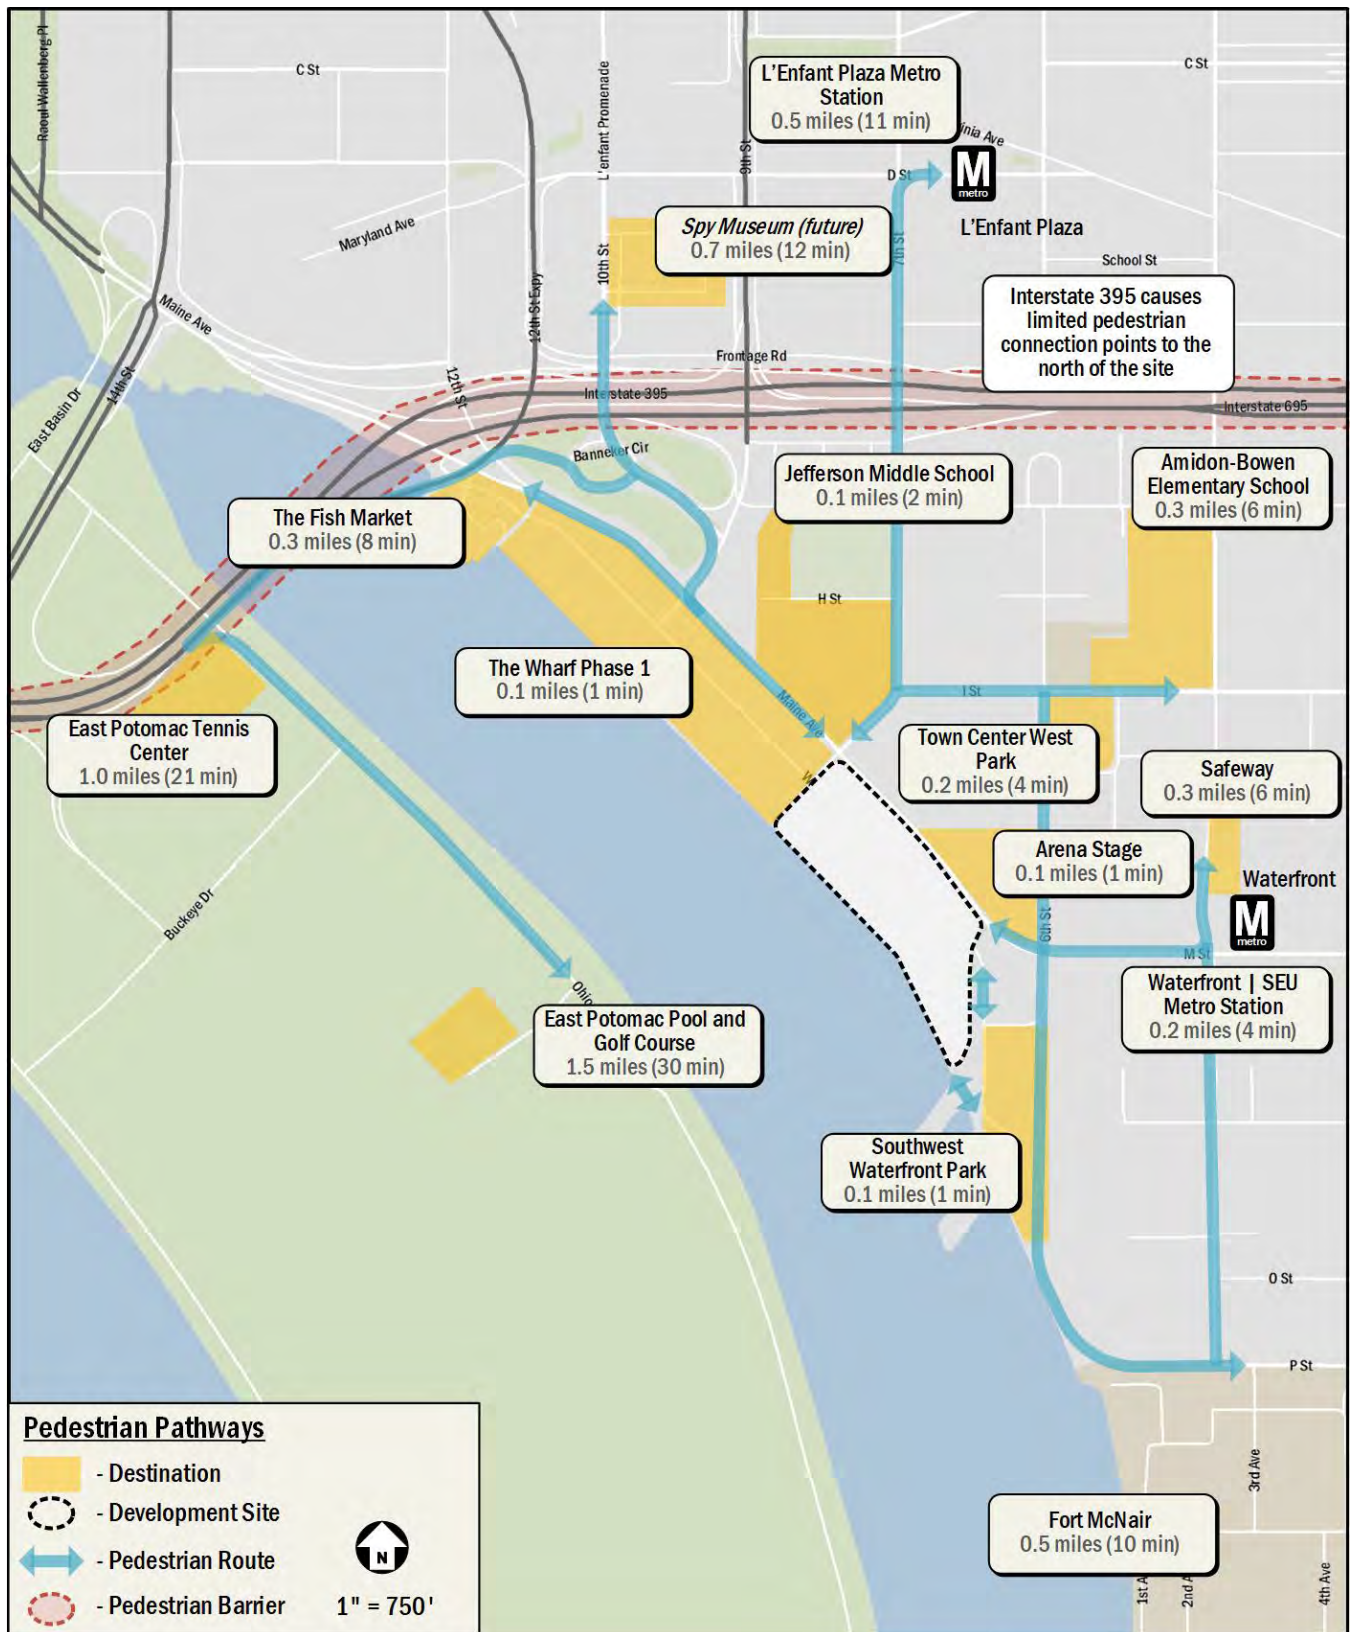 Raoul Wallenberg Pl
C St
L'enfant Promenade
9th St
L'Enfant Plaza Metro
Station
0.5 miles (11 min)
C St
inia Ave
D St
M
metro
L'Enfant Plaza
Maryland Ave
10th St
Spy Museum (future)
0.7 miles (12 min)
7th St
School St
Maine Ave
12th St Expy
Interstate 395 causes
limited pedestrian
connection points to the
north of the site
Frontage Rd
14th St
East Basin Dr
12th St
Interstate 395
Interstate 695
Banneker Cir
Jefferson Middle School
0.1 miles (2 min)
Amidon-Bowen
Elementary School
0.3 miles (6 min)
The Fish Market
0.3 miles (8 min)
H St
The Wharf Phase 1
0.1 miles (1 min)
Maine Ave
I St
W
East Potomac Tennis
Center
1.0 miles (21 min)
Town Center West
Park
0.2 miles (4 min)
Safeway
0.3 miles (6 min)
Arena Stage
0.1 miles (1 min)
Waterfront
M
metro
Buckeye Dr
6th St
M St
Ohio
East Potomac Pool and
Golf Course
1.5 miles (30 min)
Waterfront | SEU
Metro Station
0.2 miles (4 min)
Southwest
Waterfront Park
0.1 miles (1 min)
O St
P St
3rd Ave
Fort McNair
0.5 miles (10 min)
1st A
2nd A
4th Ave
Pedestrian Pathways
- Destination
- Development Site
- Pedestrian Route
- Pedestrian Barrier
N
1" = 750'